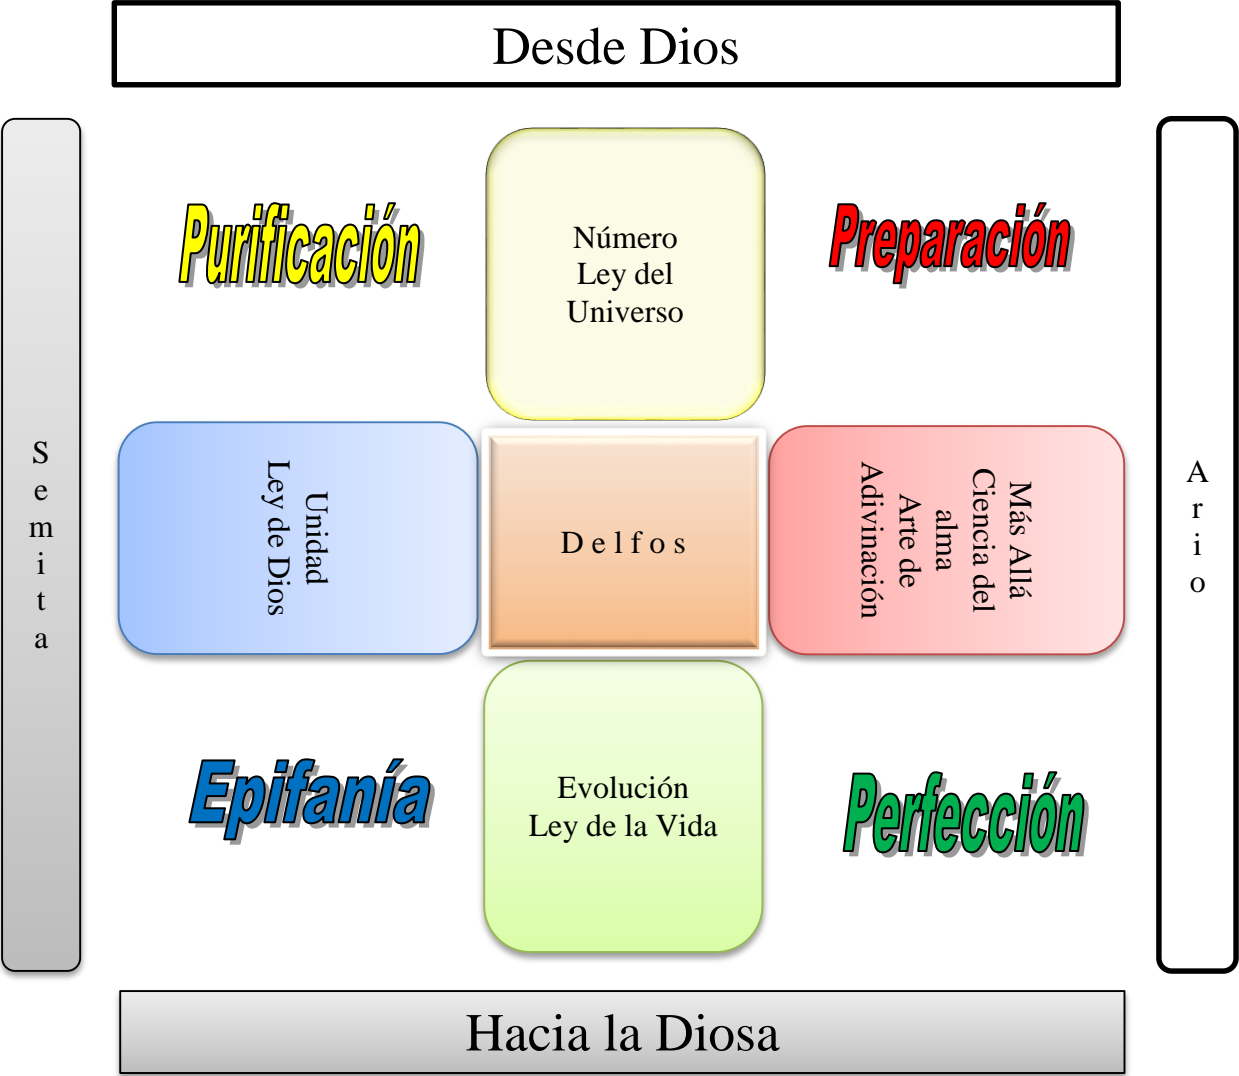 Desde Dios
Purificación
Número
Ley del
Universo
Preparación
S
e
m
i
t
a
Unidad
Ley de Dios
D e l f o s
Más Allá
Ciencia del
alma
Arte de
Adivinación
A
r
i
o
Epifanía
Evolución
Ley de la Vida
Perfección
Hacia la Diosa